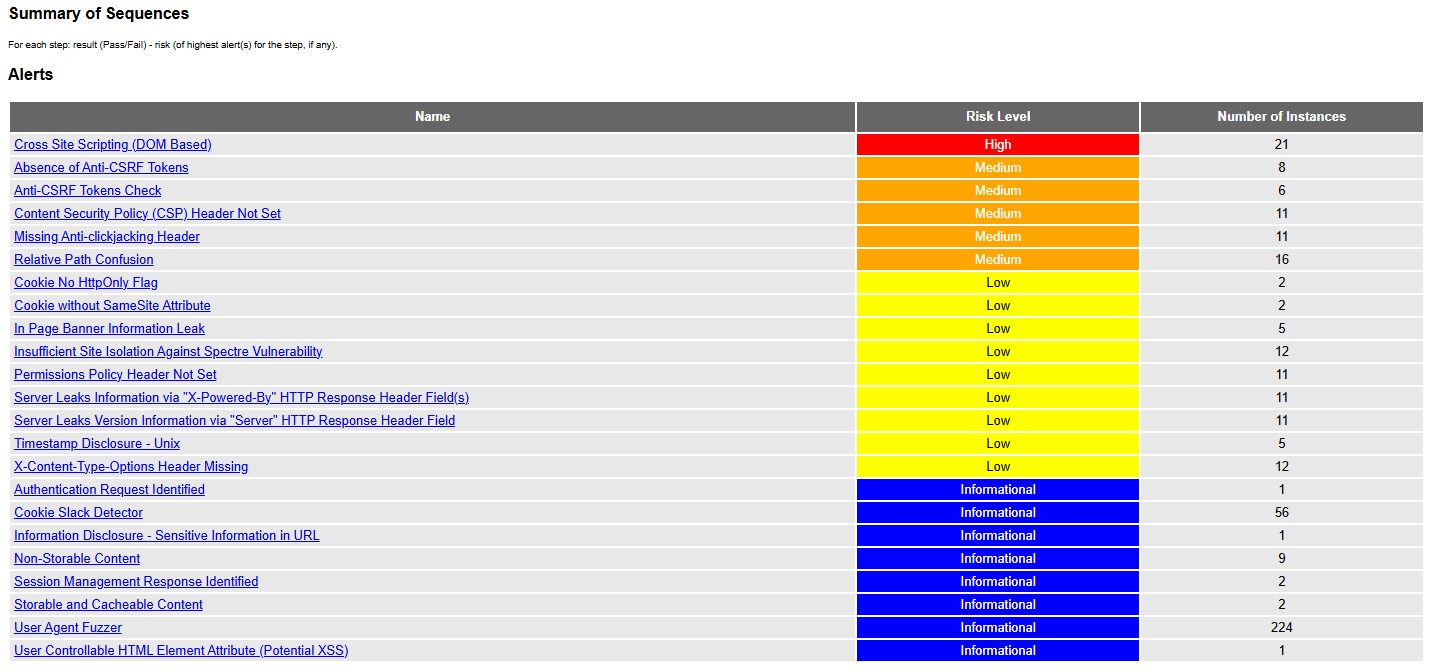 Summary of Sequences
For each step: result (Pass/Fail) - risk (of highest alert(s) for the step, if any).
Alerts
Name Risk Level Number of Instances
Cross Site Scripting (DOM Based) High 21
Absence of Anti-CSRF Tokens Medium 8
Anti-CSRF Tokens Check Medium 6
Content Security Policy (CSP) Header Not Set Medium 11
Missing Anti-clickjacking Header Medium 11
Relative Path Confusion Medium 16
Cookie No HttpOnly Flag Low 2
Cookie without SameSite Attribute Low 2
In Page Banner Information Leak Low 5
Insufficient Site Isolation Against Spectre Vulnerability Low 12
Permissions Policy Header Not Set Low 11
Server Leaks Information via "X-Powered-By" HTTP Response Header Field(s) Low 11
Server Leaks Version Information via "Server" HTTP Response Header Field Low 11
Timestamp Disclosure - Unix Low 5
X-Content-Type-Options Header Missing Low 12
Authentication Request Identified Informational 1
Cookie Slack Detector Informational 56
Information Disclosure - Sensitive Information in URL Informational 1
Non-Storable Content Informational 9
Session Management Response Identified Informational 2
Storable and Cacheable Content Informational 2
User Agent Fuzzer Informational 224
User Controllable HTML Element Attribute (Potential XSS) Informational 1